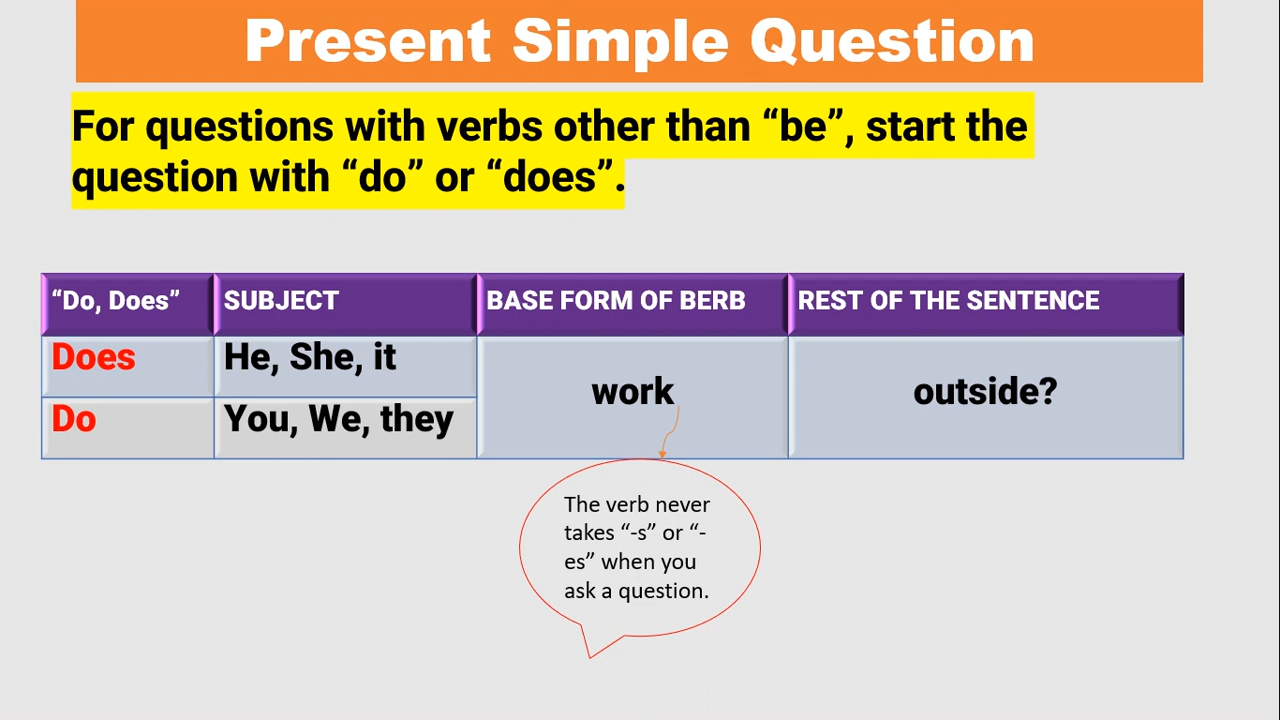 Present Simple Question
For questions with verbs other than “be”, start the
question with “do” or “does”.
“Do, Does” SUBJECT BASE FORM OF BERB REST OF THE SENTENCE
Does He, She, it
work outside?
Do You, We, they
The verb never
takes “-s” or “-
es” when you
ask a question.